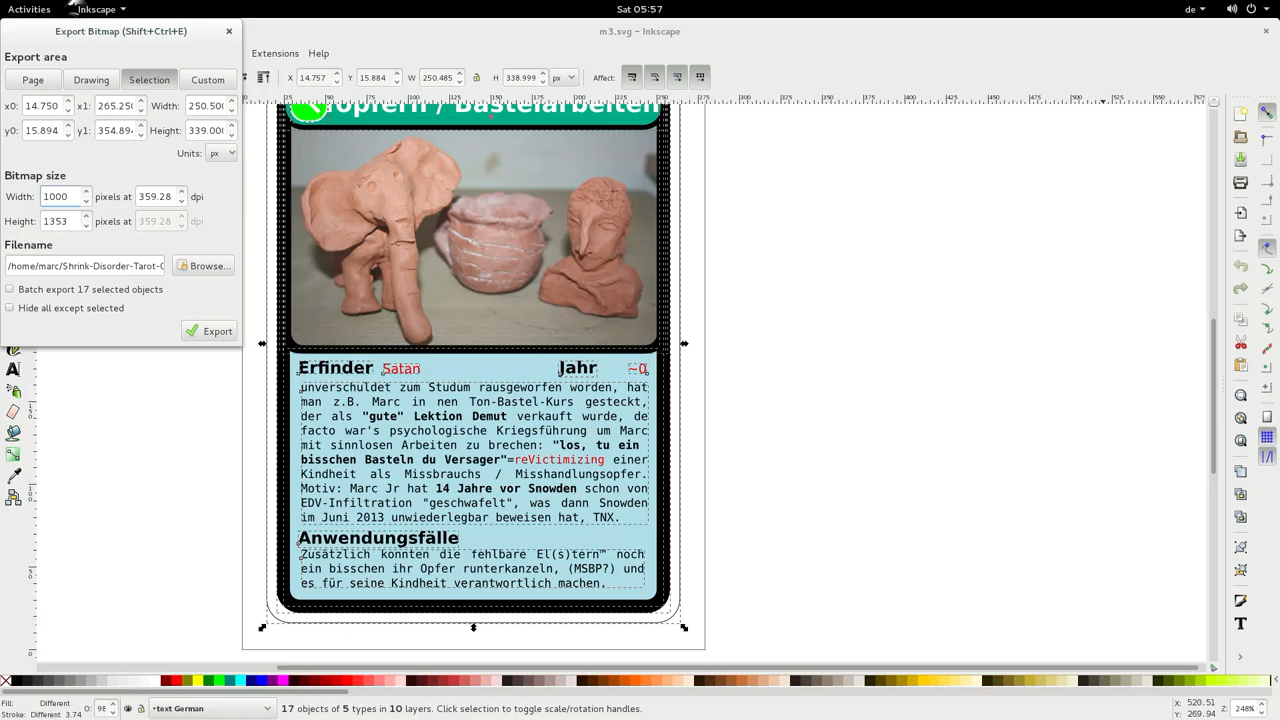 Activities
Inkscape
Sat 05:57
de
Export Bitmap (Shift+Ctrl+E)
m3.svg – Inkscape
Export area
Extensions Help
Page Drawing Selection Custom
X 14.757 Y 15.884 W 250.485 H 338.999 px Affect:
x0: 14.750 x1: 265.250 Width: 250.500
15.894 y1: 354.89 Height: 339.000
Units: px
Bitmap size
Width: 1000 pixels at 359.28 dpi
Height: 1353 pixels at 359.28 dpi
Filename
/home/marc/Shrink-Disorder-Tarot- Browse...
Batch export 17 selected objects
Hide all except selected
Export
Töpfern / Bastelarbeiten
Erfinder Satan Jahr ~0
unverschuldet zum Studum rausgeworfen worden, hat
man z.B. Marc in nen Ton-Bastel-Kurs gesteckt,
der als "gute" Lektion Demut verkauft wurde, de
facto war's psychologische Kriegsführung um Marc
mit sinnlosen Arbeiten zu brechen: "los, tu ein
bisschen Basteln du Versager"=reVictimizing einer
Kindheit als Missbrauchs / Misshandlungsopfer.
Motiv: Marc Jr hat 14 Jahre vor Snowden schon von
EDV-Infiltration "geschwafelt", was dann Snowden
im Juni 2013 unwiederlegbar beweisen hat, TNX.
Anwendungsfälle
Zusätzlich konnten die fehlbare El(s)tern™ noch
ein bisschen ihr Opfer runterkanzeln, (MSBP?) und
es für seine Kindheit verantwortlich machen.
Fill: Different
Stroke: Different 3.74
O: 98
•text German
17 objects of 5 types in 10 layers. Click selection to toggle scale/rotation handles.
X: 520.51
Y: 269.94
Z: 248%